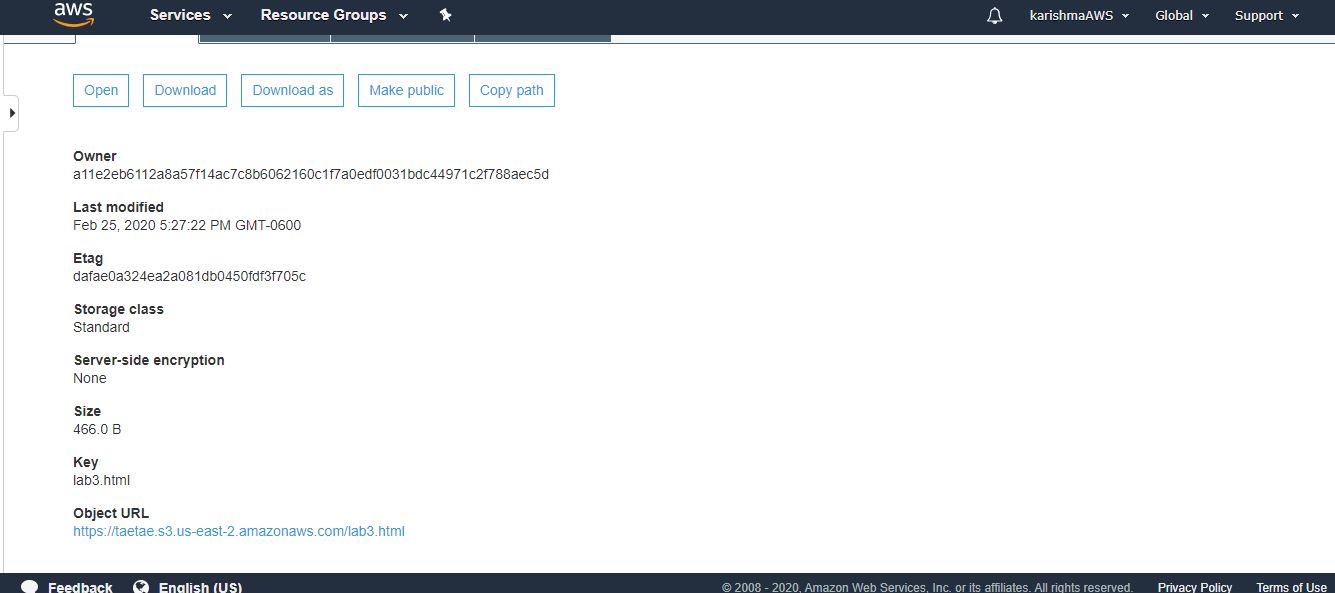 aws Services Resource Groups karishmaAWS Global Support
Open Download Download as Make public Copy path
Owner
a11e2eb6112a8a57f14ac7c8b6062160c1f7a0edf0031bdc44971c2f788aec5d
Last modified
Feb 25, 2020 5:27:22 PM GMT-0600
Etag
dafae0a324ea2a081db0450fdf3f705c
Storage class
Standard
Server-side encryption
None
Size
466.0 B
Key
lab3.html
Object URL
https://taetae.s3.us-east-2.amazonaws.com/lab3.html
Feedback English (US) © 2008 - 2020, Amazon Web Services, Inc. or its affiliates. All rights reserved. Privacy Policy Terms of Use